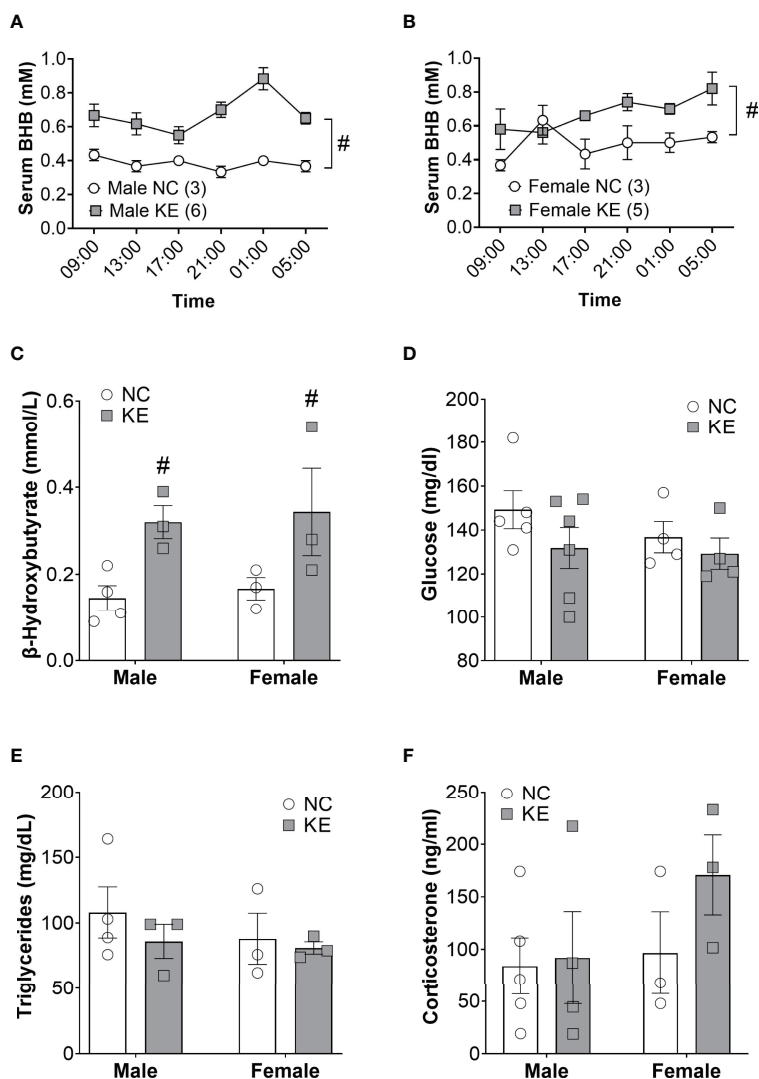 A
Serum BHB (mM)
1.0
0.8
0.6
0.4
0.2
0.0
#
Male NC (3)
Male KE (6)
09:00
13:00
17:00
21:00
01:00
05:00
Time
B
Serum BHB (mM)
1.0
0.8
0.6
0.4
0.2
0.0
#
Female NC (3)
Female KE (5)
09:00
13:00
17:00
21:00
01:00
05:00
Time
C
β-Hydroxybutyrate (mmol/L)
0.6
0.4
0.2
0.0
NC
KE
#
#
Male
Female
D
Glucose (mg/dl)
200
180
160
140
120
100
80
NC
KE
Male
Female
E
Triglycerides (mg/dL)
200
150
100
50
0
NC
KE
Male
Female
F
Corticosterone (ng/ml)
250
200
150
100
50
0
NC
KE
Male
Female